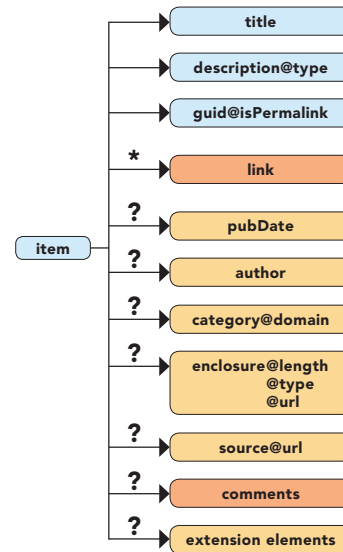 title
description@type
guid@isPermalink
*
link
?
pubDate
item
?
author
?
category@domain
?
enclosure@length
@type
@url
?
source@url
?
comments
?
extension elements